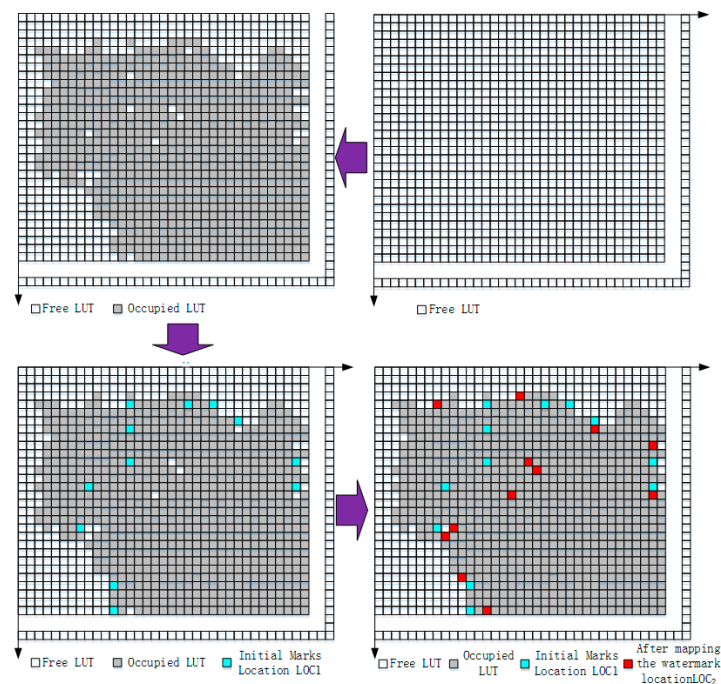 Free LUT Occupied LUT
Free LUT
Free LUT Occupied LUT Initial Marks Location LOC1
Free LUT Occupied LUT Initial Marks Location LOC1 After mapping the watermark locationLOC₂